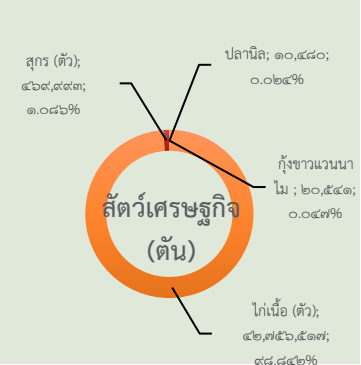 สุกร (ตัว);
๔๖๙,๙๙๓;
๑.๐๘๖%
ปลานิล; ๑๐,๔๘๐;
๐.๐๒๔%
กุ้งขาวแวนนา
ไม ; ๒๐,๕๔๑;
๐.๐๔๗%
สัตว์เศรษฐกิจ
(ตัน)
ไก่เนื้อ (ตัว);
๔๒,๗๕๖,๕๑๗;
๙๘.๘๔๒%